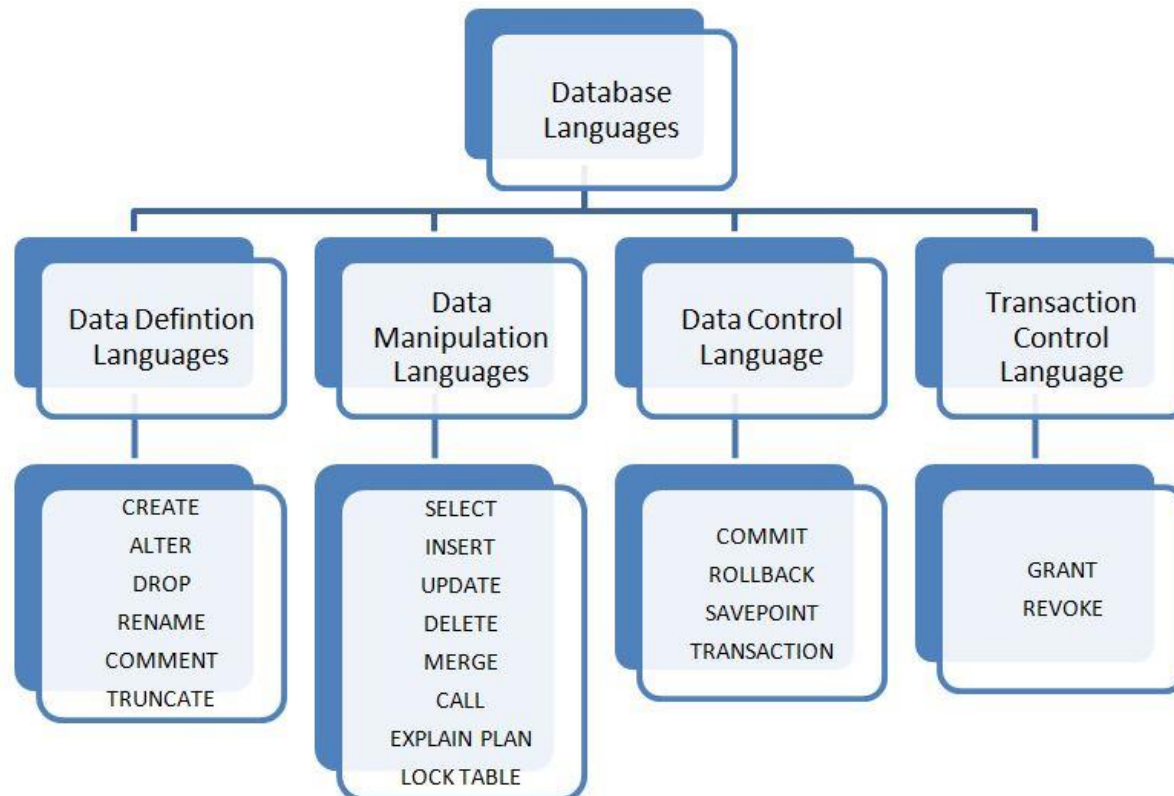 Database
Languages
Data Defintion
Languages
Data
Manipulation
Languages
Data Control
Language
Transaction
Control
Language
CREATE
ALTER
DROP
RENAME
COMMENT
TRUNCATE
SELECT
INSERT
UPDATE
DELETE
MERGE
CALL
EXPLAIN PLAN
LOCK TABLE
COMMIT
ROLLBACK
SAVEPOINT
TRANSACTION
GRANT
REVOKE